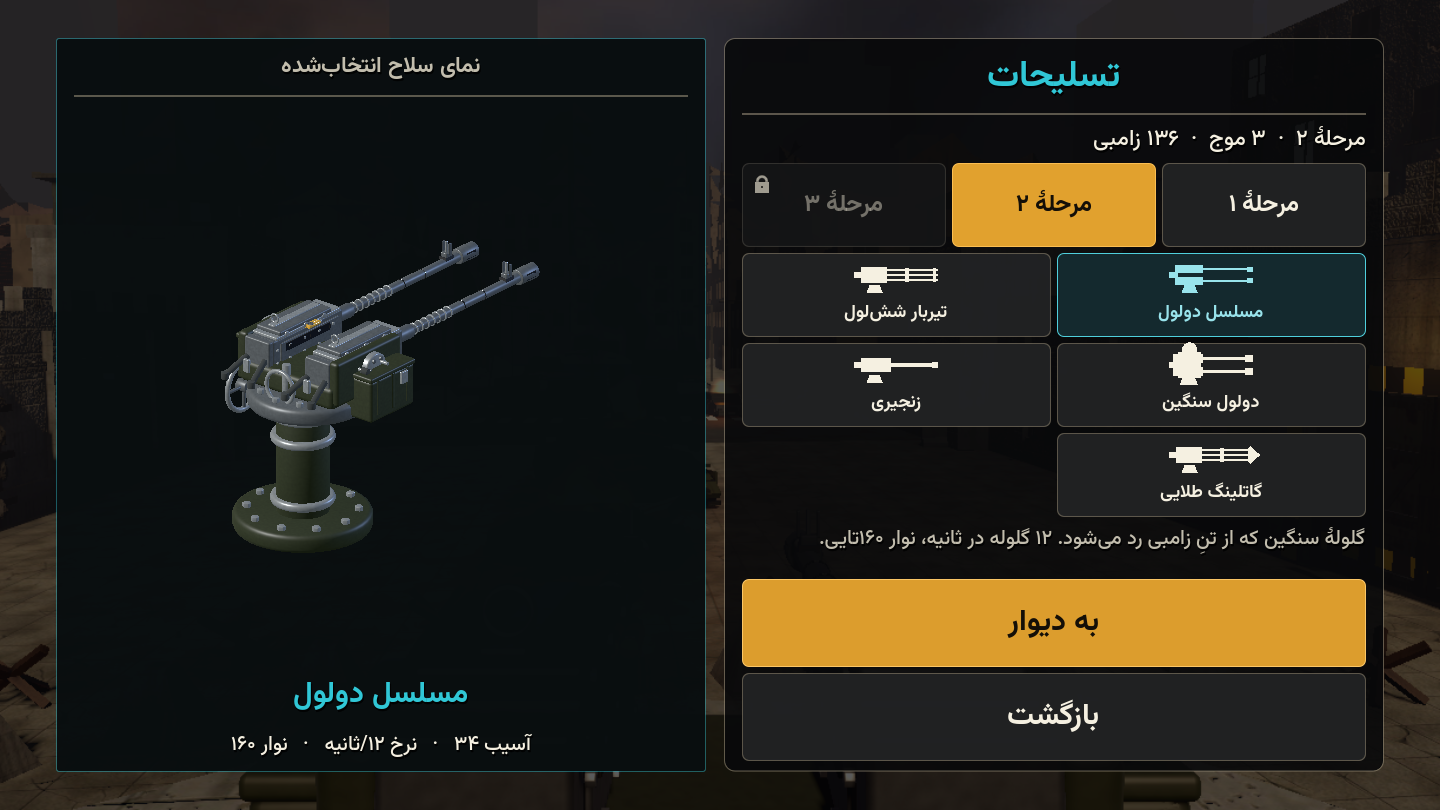 تسلیحات
مرحلهٔ ۲ · ۳ موج · ۱۳۶ زامبی
مرحلهٔ ۱
مرحلهٔ ۲
مرحلهٔ ۳
مسلسل دولول
تیربار شش‌لول
دولول سنگین
زنجیری
گاتلینگ طلایی
گلولهٔ سنگین که از تنِ زامبی رد می‌شود. ۱۲ گلوله در ثانیه، نوار ۱۶۰تایی.
به دیوار
بازگشت
نمای سلاح انتخاب‌شده
مسلسل دولول
آسیب ۳۴ · نرخ ۱۲/ثانیه · نوار ۱۶۰